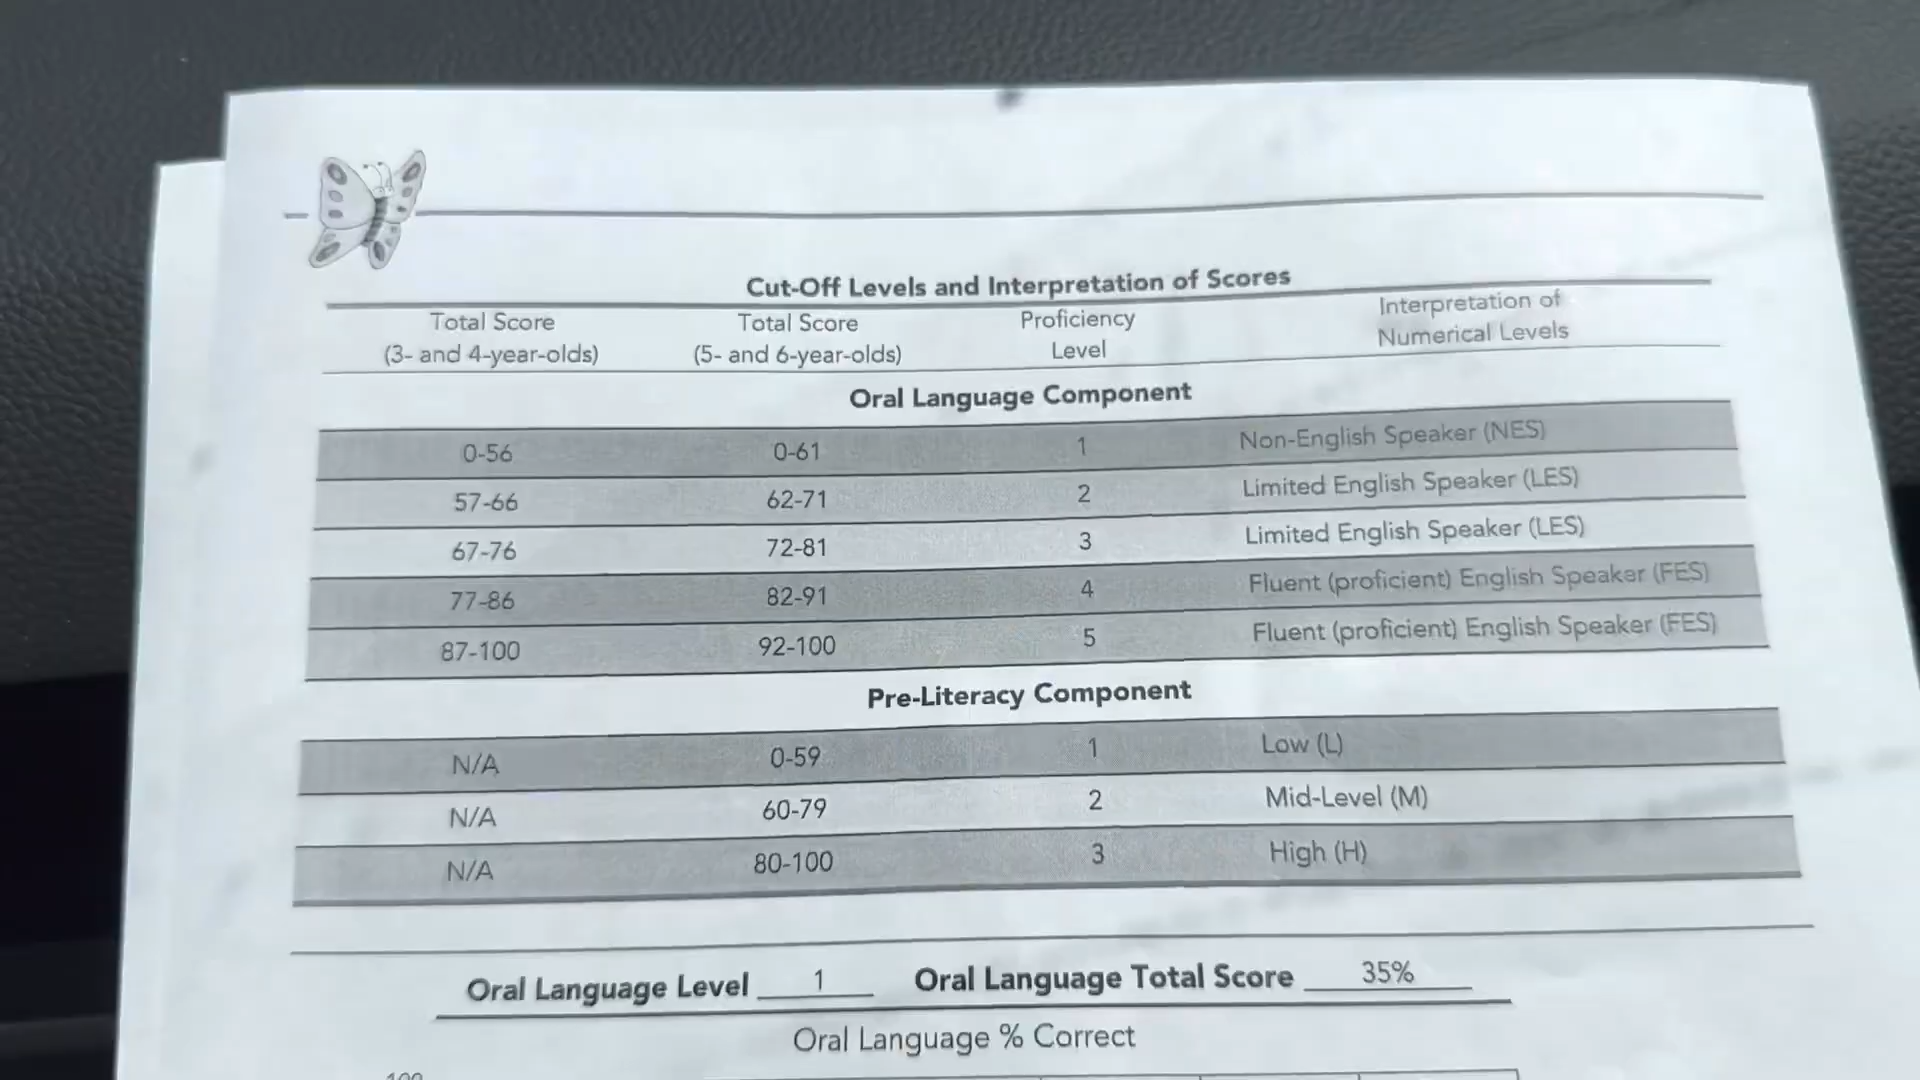 Cut-Off Levels and Interpretation of Scores
Total Score (3- and 4-year-olds) Total Score (5- and 6-year-olds) Proficiency Level Interpretation of Numerical Levels
Oral Language Component
0-56 0-61 1 Non-English Speaker (NES)
57-66 62-71 2 Limited English Speaker (LES)
67-76 72-81 3 Limited English Speaker (LES)
77-86 82-91 4 Fluent (proficient) English Speaker (FES)
87-100 92-100 5 Fluent (proficient) English Speaker (FES)
Pre-Literacy Component
N/A 0-59 1 Low (L)
N/A 60-79 2 Mid-Level (M)
N/A 80-100 3 High (H)
Oral Language Level 1 Oral Language Total Score 35%
Oral Language % Correct
100